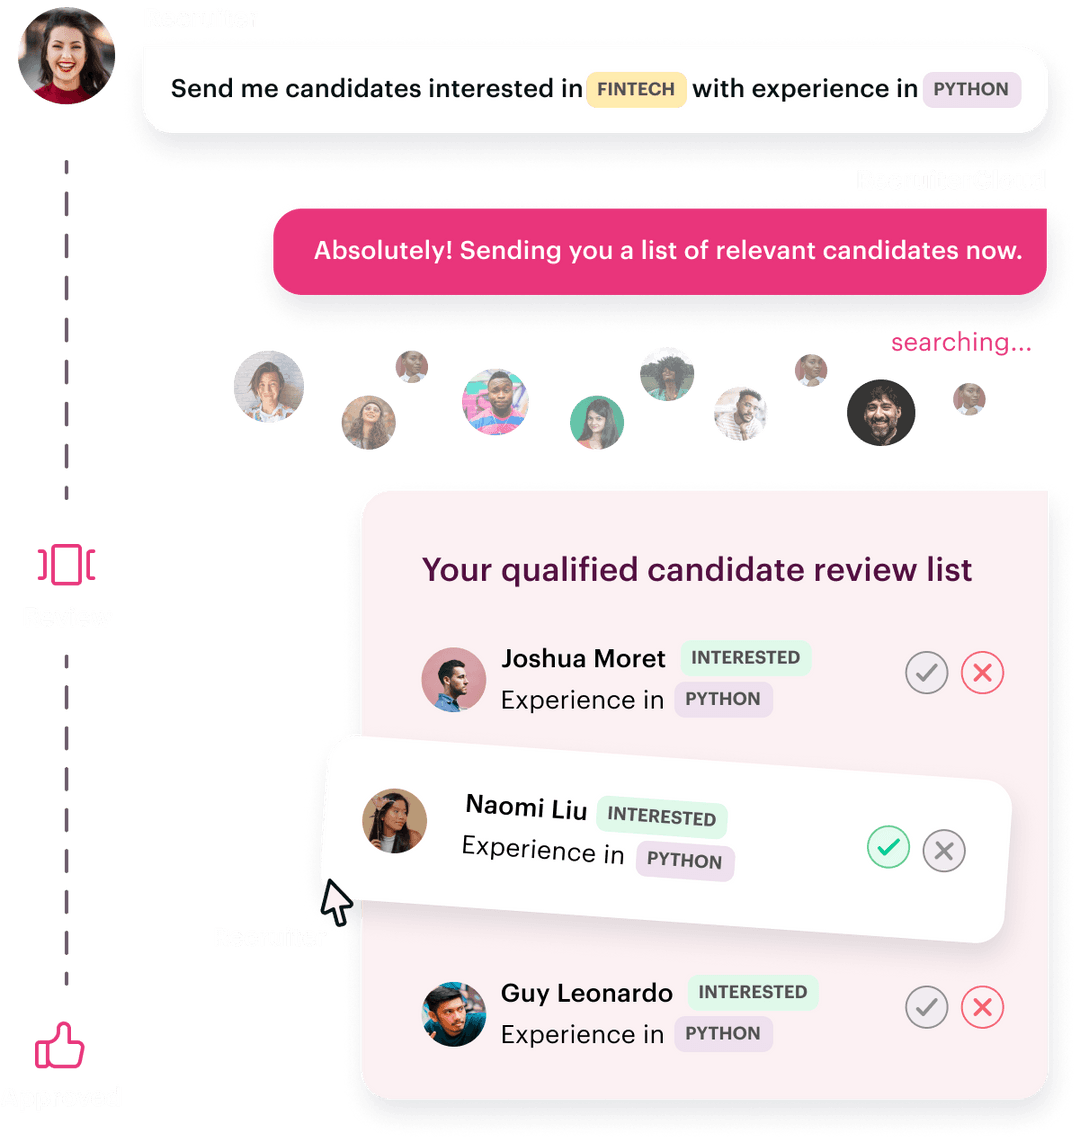 Send me candidates interested in FINTECH with experience in PYTHON
Absolutely! Sending you a list of relevant candidates now.
searching...
Your qualified candidate review list
Joshua Moret INTERESTED
Experience in PYTHON
Naomi Liu INTERESTED
Experience in PYTHON
Guy Leonardo INTERESTED
Experience in PYTHON